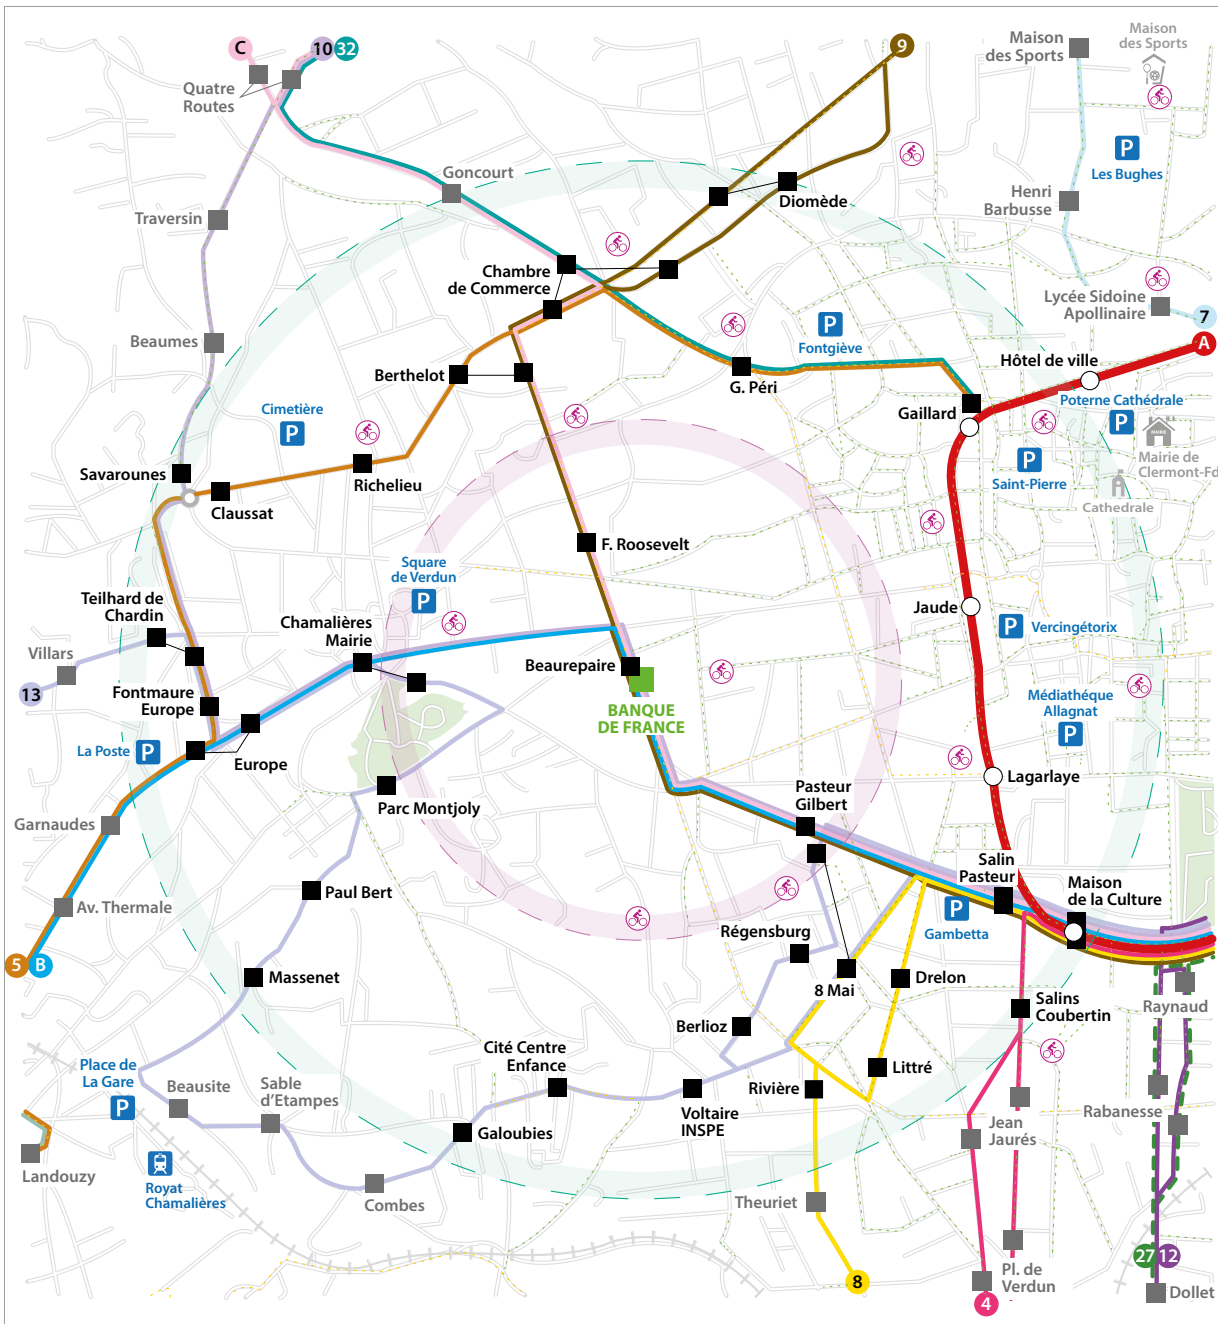 C
10
32
9
Quatre
Routes
Maison
des Sports
Maison
des Sports
P
Les Bughes
Goncourt
Diomède
Henri
Barbusse
Traversin
Chambre
de Commerce
Lycée Sidoine
Apollinaire
7
A
Beaumes
P
Fontgiève
Hôtel de ville
Berthelot
G. Péri
Poterne Cathédrale
P
Gaillard
Cimetière
P
MAIRIE
Mairie de
Clermont-Fd
P
Saint-Pierre
Savarounes
Richelieu
Claussat
Cathedrale
F. Roosevelt
Square
de Verdun
P
Teilhard de
Chardin
Chamalières
Mairie
Jaude
P
Vercingétorix
Villars
13
Beaurepaire
BANQUE
DE FRANCE
Fontmaure
Europe
Médiathéque
Allagnat
P
La Poste
P
Europe
Lagarlaye
Parc Montjoly
Pasteur
Gilbert
Garnaudes
Salin
Pasteur
Maison
de la Culture
Paul Bert
Av. Thermale
P
Gambetta
Régensburg
5
B
Massenet
8 Mai
Drelon
Salins
Coubertin
Raynaud
Berlioz
Cité Centre
Enfance
Place de
La Gare
P
Beausite
Sable
d'Etampes
Littré
Rivière
Voltaire
INSPE
Rabanesse
Jean
Jaurés
Galoubies
Landouzy
Royat
Chamalières
Combes
Theuriet
27
12
Pl. de
Verdun
8
4
Dollet